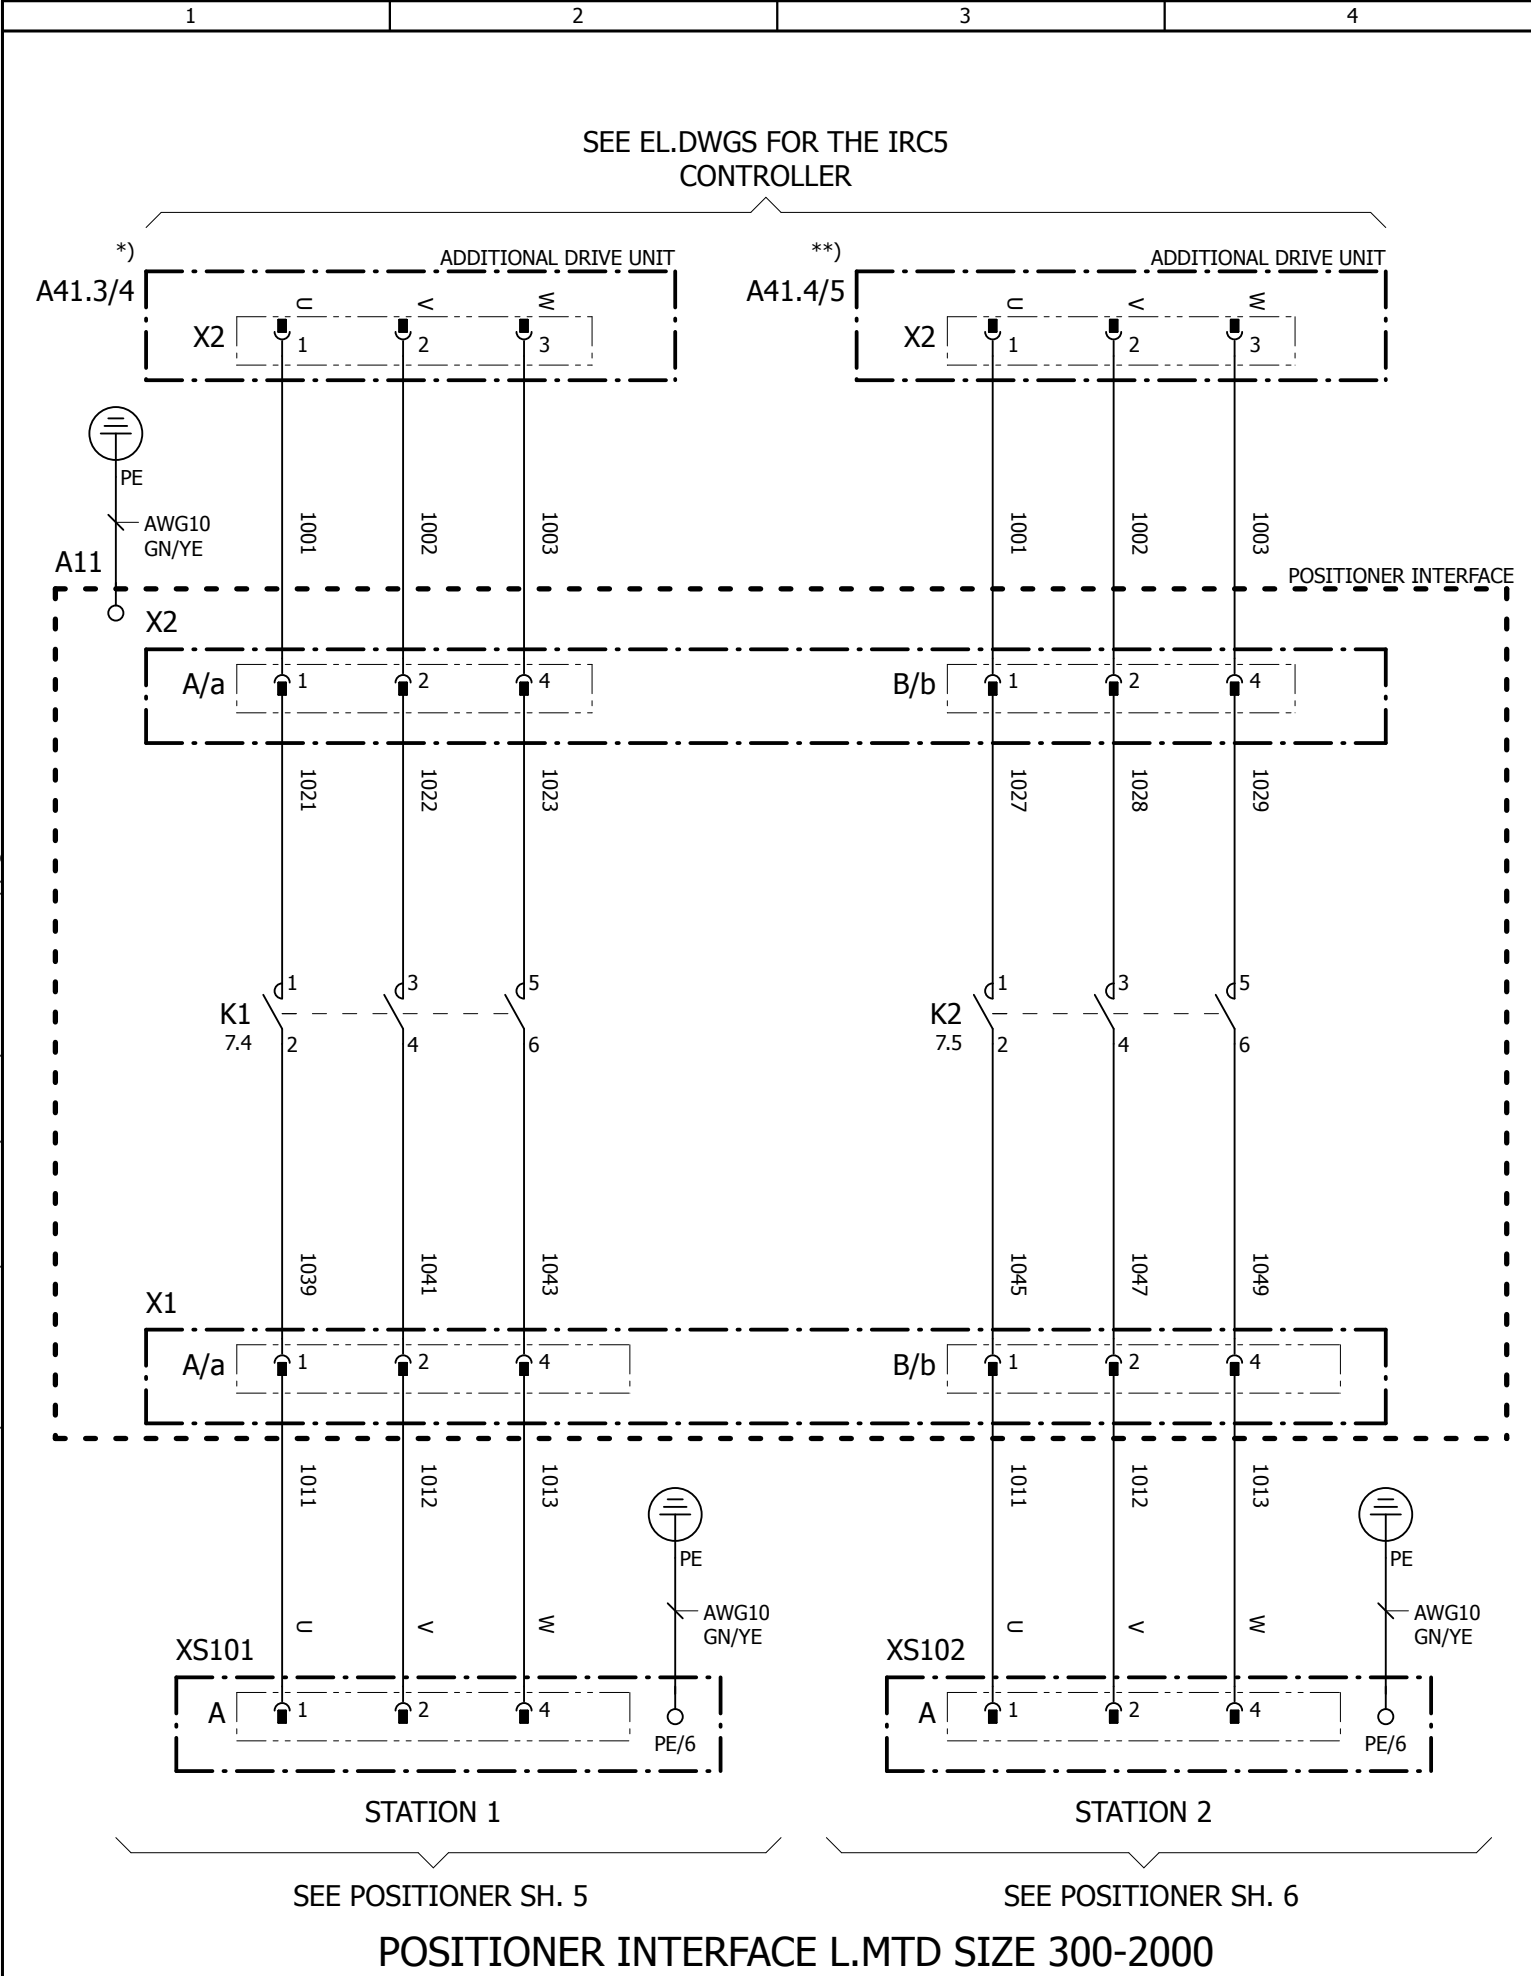 1 2 3 4
SEE EL.DWGS FOR THE IRC5
CONTROLLER
*) ADDITIONAL DRIVE UNIT **) ADDITIONAL DRIVE UNIT
A41.3/4 U V W A41.4/5 U V W
X2 1 2 3 X2 1 2 3
PE
AWG10 1001 1002 1003 1001 1002 1003
GN/YE
A11
POSITIONER INTERFACE
X2
A/a 1 2 4 B/b 1 2 4
1021 1022 1023 1027 1028 1029
1 3 5 1 3 5
K1 K2
7.4 2 4 6 7.5 2 4 6
1039 1041 1043 1045 1047 1049
X1
A/a 1 2 4 B/b 1 2 4
1011 1012 1013 1011 1012 1013
PE PE
AWG10 AWG10
U V W GN/YE U V W GN/YE
XS101 XS102
A 1 2 4 A 1 2 4
PE/6 PE/6
STATION 1 STATION 2
SEE POSITIONER SH. 5 SEE POSITIONER SH. 6
POSITIONER INTERFACE L.MTD SIZE 300-2000